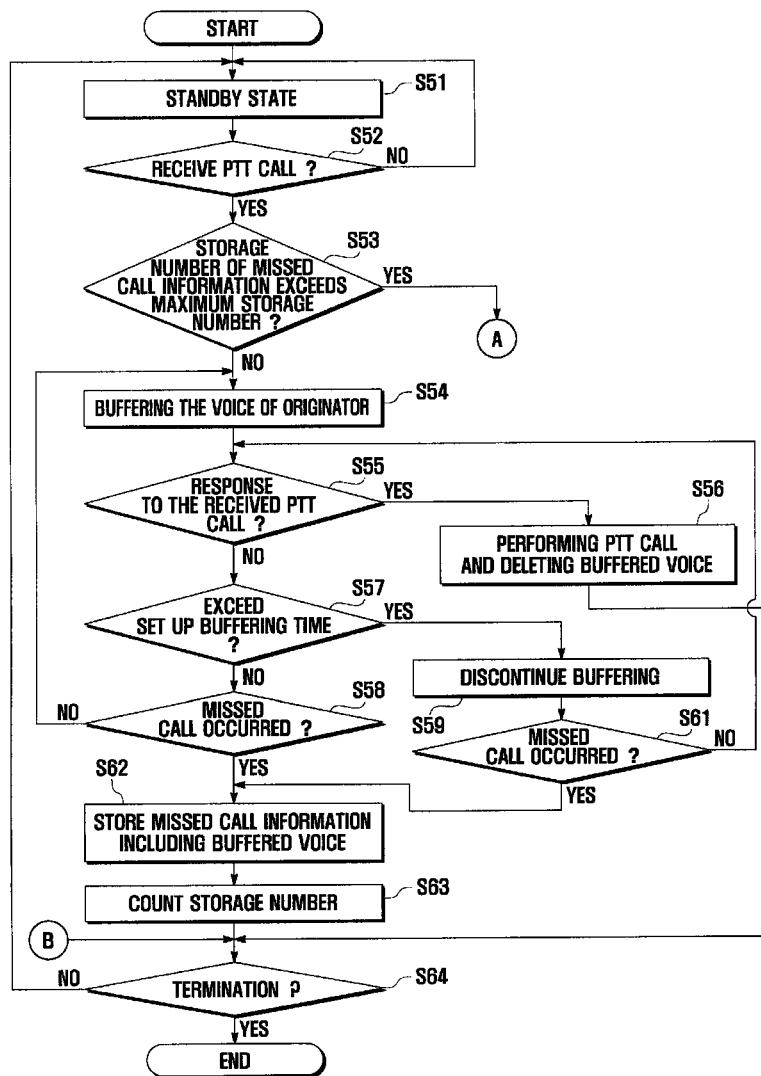 START
S51
STANDBY STATE
S52
RECEIVE PTT CALL ?
NO
YES
S53
STORAGE
NUMBER OF MISSED
CALL INFORMATION EXCEEDS
MAXIMUM STORAGE
NUMBER ?
YES
A
NO
S54
BUFFERING THE VOICE OF ORIGINATOR
S55
RESPONSE
TO THE RECEIVED PTT
CALL ?
YES
S56
PERFORMING PTT CALL
AND DELETING BUFFERED VOICE
NO
S57
EXCEED
SET UP BUFFERING TIME
?
YES
NO
DISCONTINUE BUFFERING
S59
S58
MISSED
CALL OCCURRED ?
NO
YES
S61
MISSED
CALL OCCURRED ?
NO
YES
S62
STORE MISSED CALL INFORMATION
INCLUDING BUFFERED VOICE
S63
COUNT STORAGE NUMBER
B
S64
TERMINATION ?
NO
YES
END